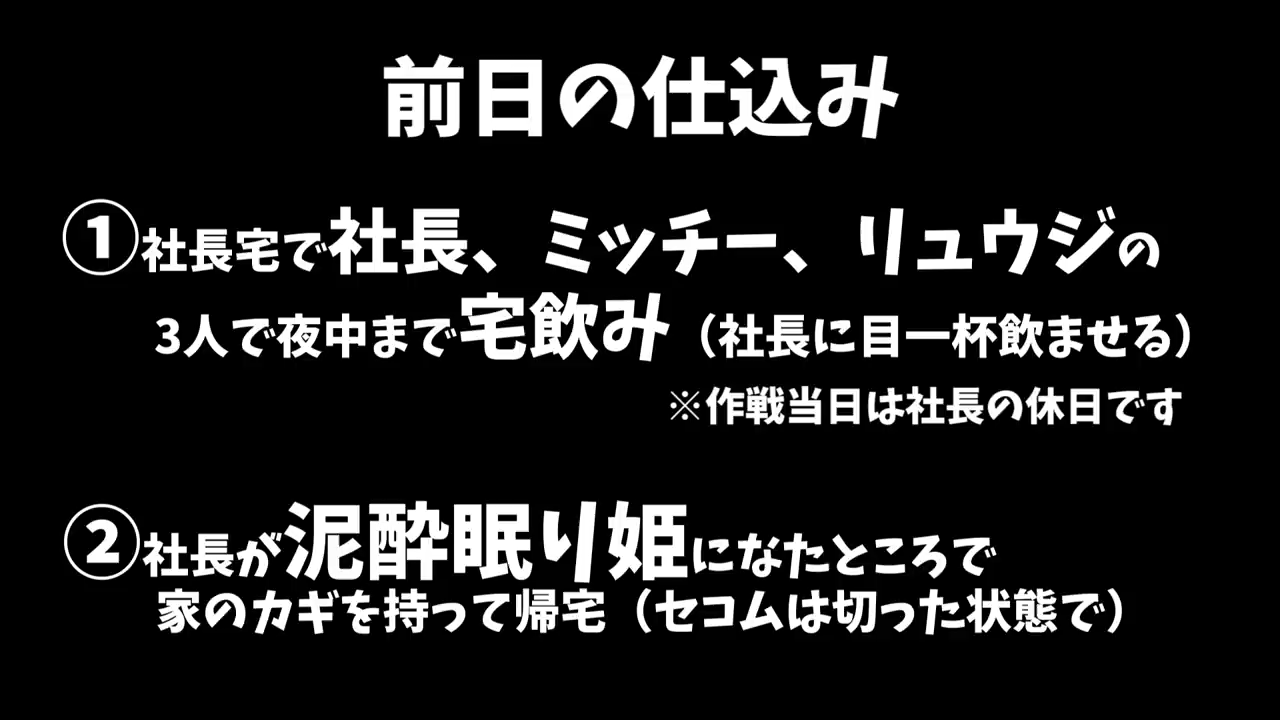 前日の仕込み
①社長宅で社長、ミッチー、リュウジの
3人で夜中まで宅飲み（社長に目一杯飲ませる）
※作戦当日は社長の休日です
②社長が泥酔眠り姫になたところで
家のカギを持って帰宅（セコムは切った状態で）